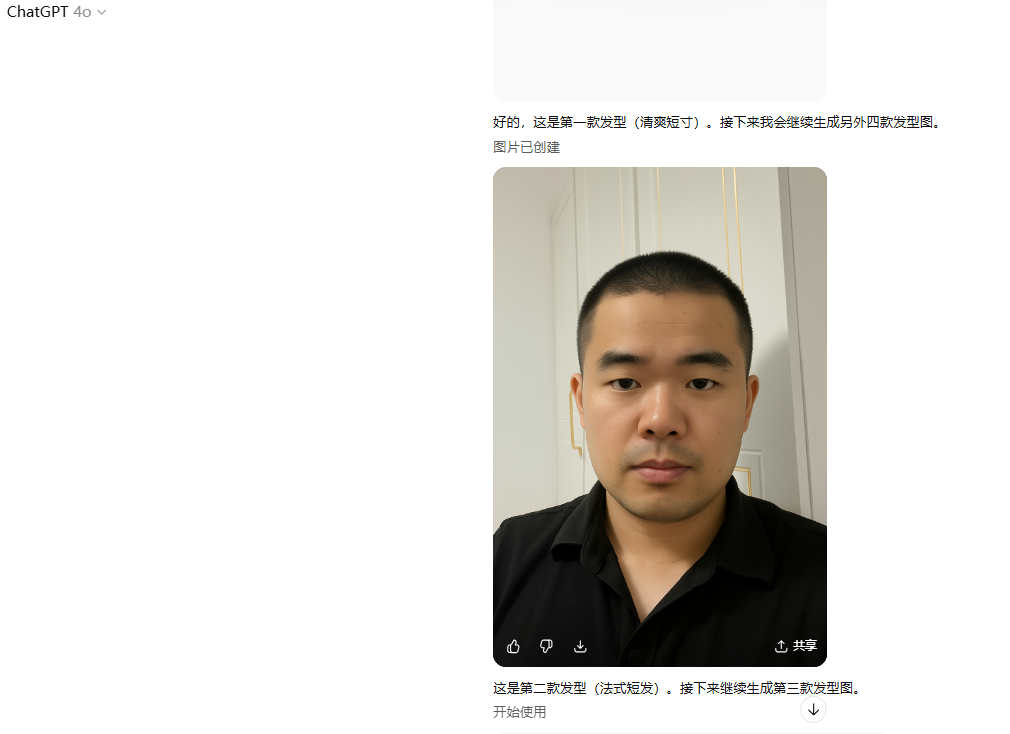 ChatGPT 4o
好的，这是第一款发型（清爽短寸）。接下来我会继续生成另外四款发型图。
图片已创建
共享
这是第二款发型（法式短发）。接下来继续生成第三款发型图。
开始使用